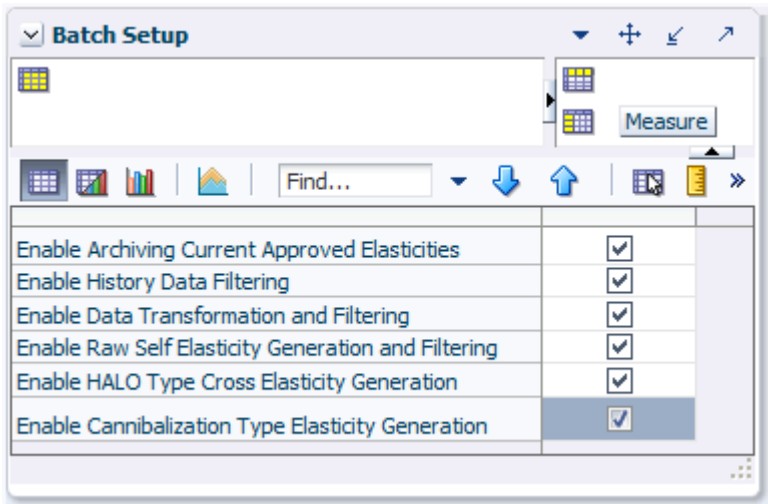 Batch Setup
Measure
Find...
Enable Archiving Current Approved Elasticities
Enable History Data Filtering
Enable Data Transformation and Filtering
Enable Raw Self Elasticity Generation and Filtering
Enable HALO Type Cross Elasticity Generation
Enable Cannibalization Type Elasticity Generation